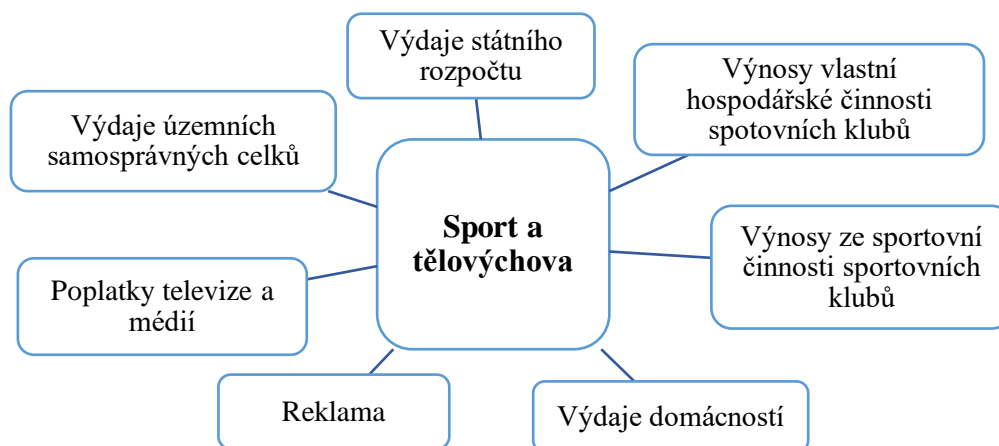 Výdaje státního
rozpočtu
Výnosy vlastní
hospodářské činnosti
spotovních klubů
Výdaje územních
samosprávných celků
Sport a
tělovýchova
Výnosy ze sportovní
činnosti sportovních
klubů
Poplatky televize a
médií
Reklama
Výdaje domácností